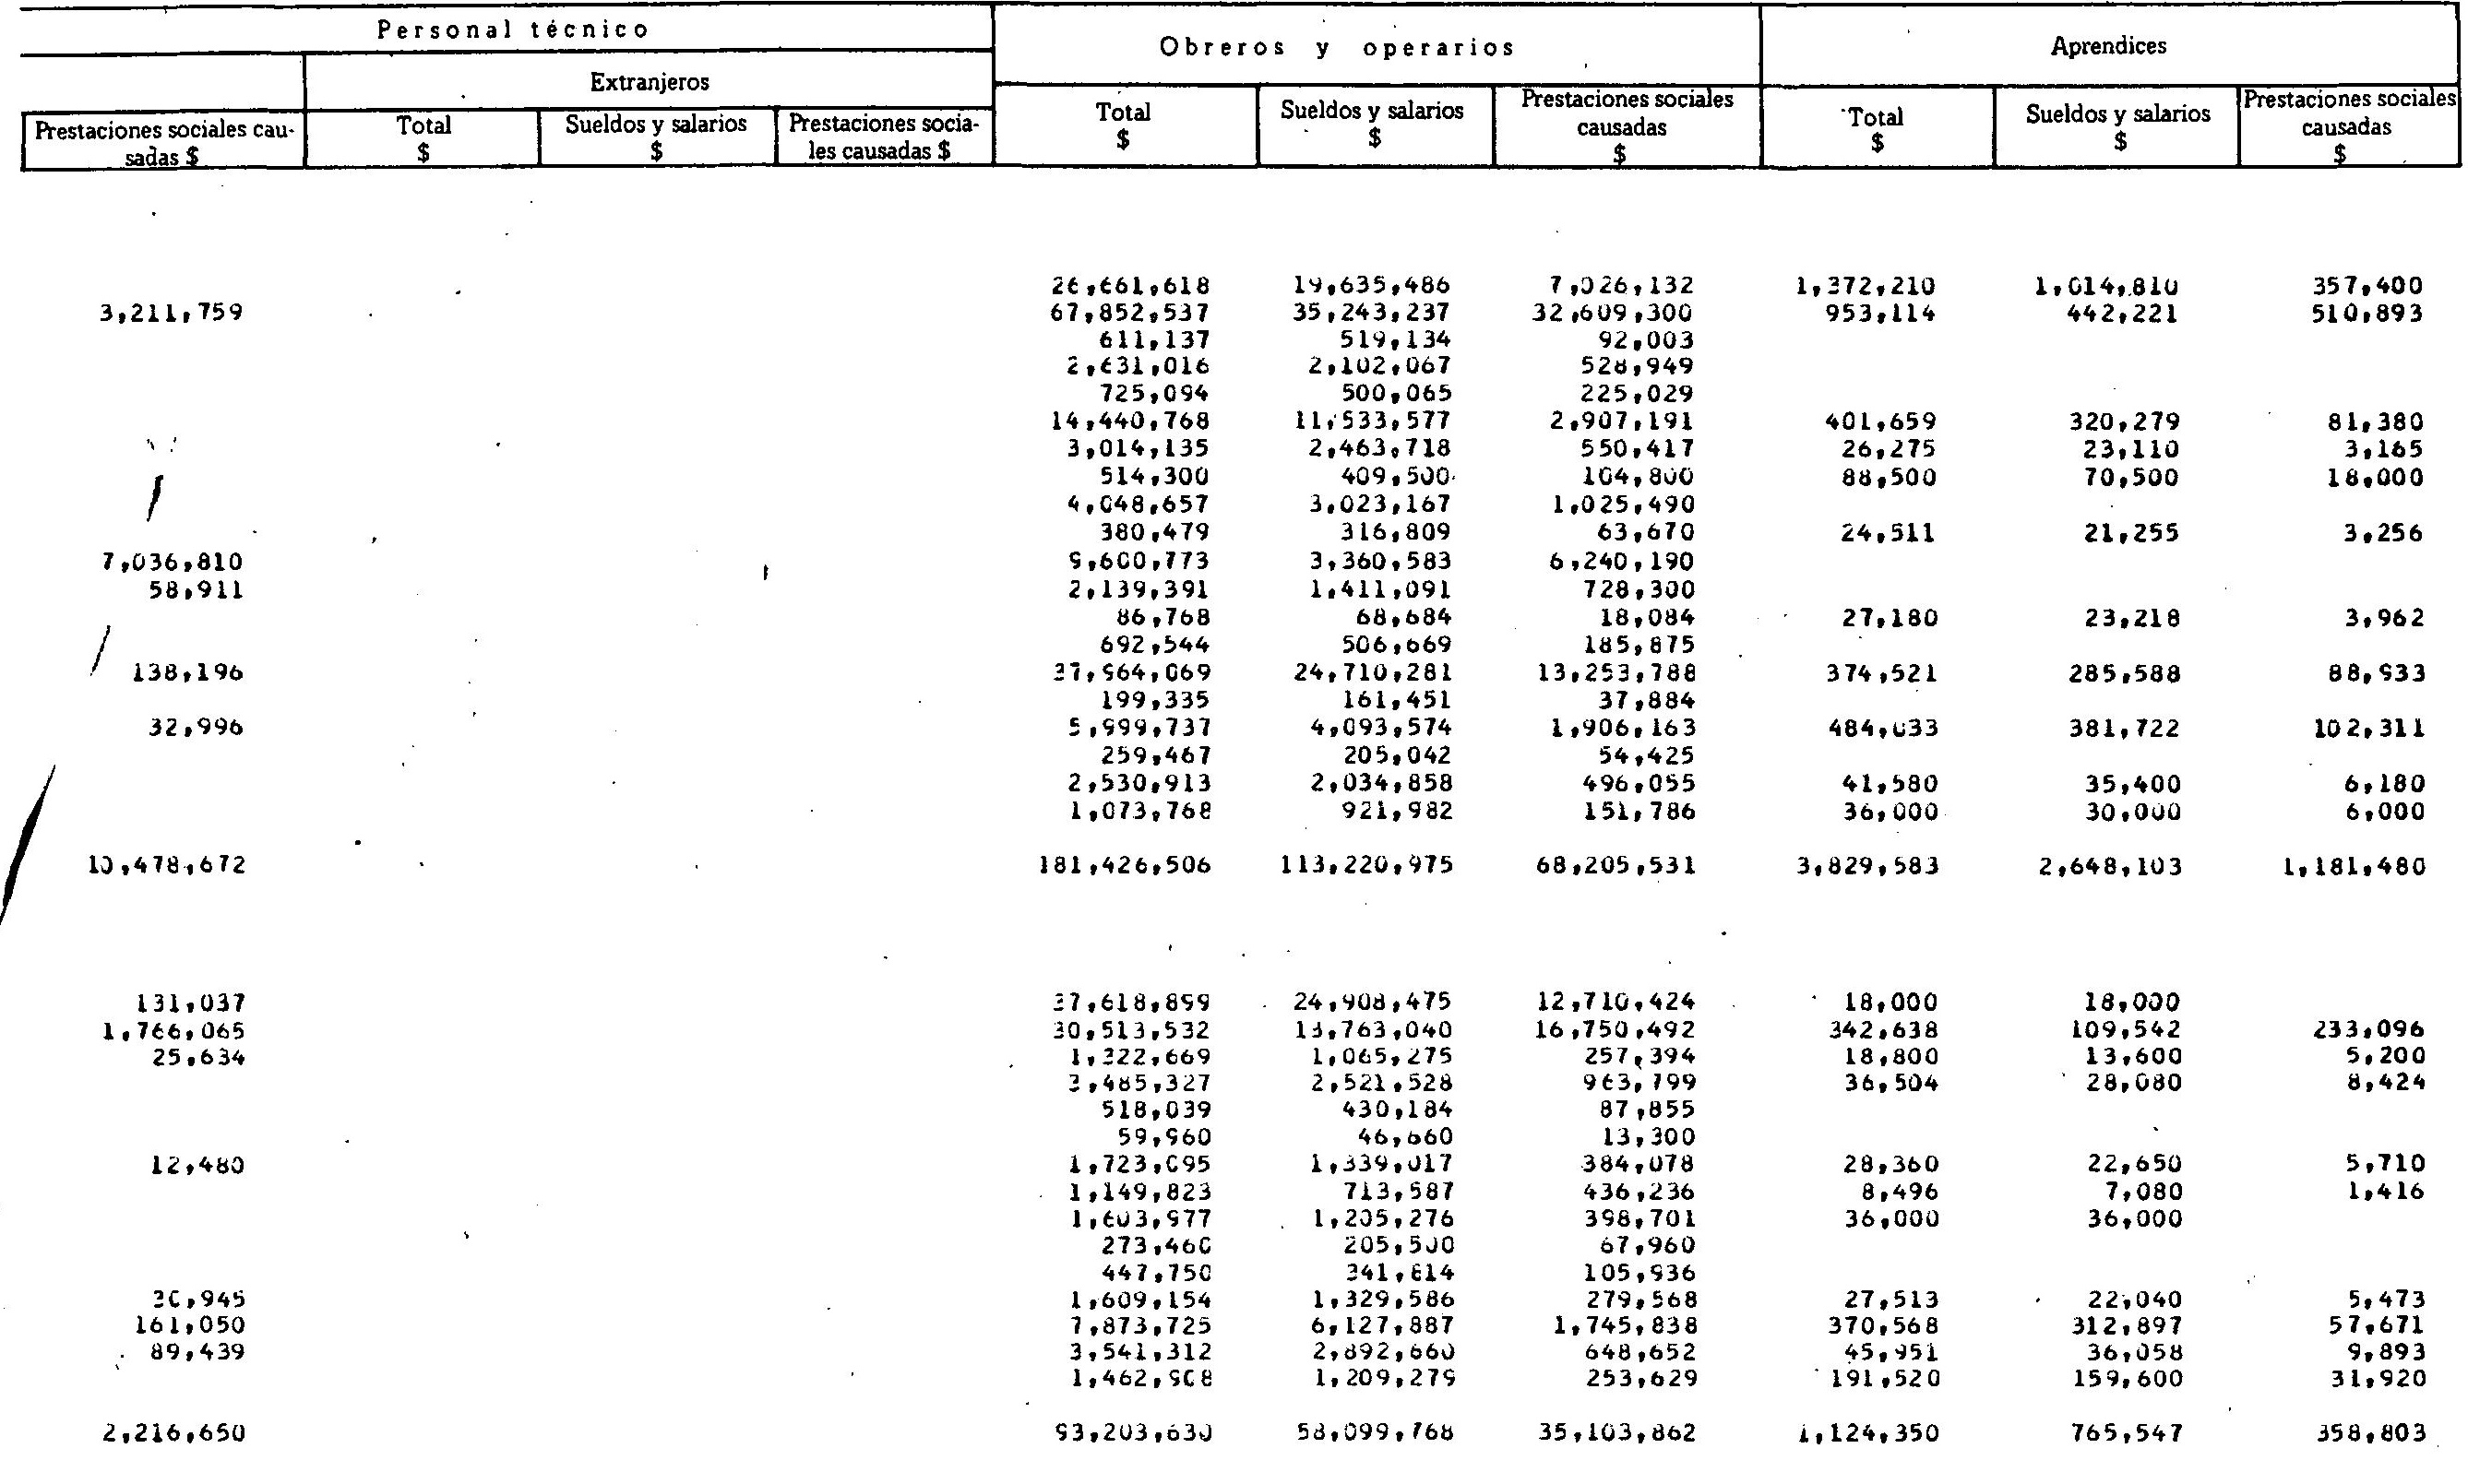 Personal técnico
Obreros y operarios
Aprendices
Extranjeros
Prestaciones sociales cau-
sadas $
Total
$
Sueldos y salarios
$
Prestaciones socia-
les causadas $
Total
$
Sueldos y salarios
$
Prestaciones sociales
causadas
$
Total
$
Sueldos y salarios
$
Prestaciones sociales
causadas
$
26,661,618 19,635,486 7,026,132 1,372,210 1,014,810 357,400
3,211,759 67,852,537 35,243,237 32,609,300 953,114 442,221 510,893
611,137 519,134 92,003
2,631,016 2,102,067 528,949
725,094 500,065 225,029
14,440,768 11,533,577 2,907,191 401,659 320,279 81,380
3,014,135 2,463,718 550,417 26,275 23,110 3,165
514,300 409,500 104,800 88,500 70,500 18,000
4,048,657 3,023,167 1,025,490
380,479 316,809 63,670 24,511 21,255 3,256
7,036,810 9,600,773 3,360,583 6,240,190
58,911 2,139,391 1,411,091 728,300
86,768 68,684 18,084 27,180 23,218 3,962
692,544 506,669 185,875
138,196 37,964,069 24,710,281 13,253,788 374,521 285,588 88,933
199,335 161,451 37,884
32,996 5,999,737 4,093,574 1,906,163 484,033 381,722 102,311
259,467 205,042 54,425
2,530,913 2,034,858 496,055 41,580 35,400 6,180
1,073,768 921,982 151,786 36,000 30,000 6,000
10,478,672 181,426,506 113,220,975 68,205,531 3,829,583 2,648,103 1,181,480
131,037 37,618,899 24,908,475 12,710,424 18,000 18,000
1,766,065 30,513,532 13,763,040 16,750,492 342,638 109,542 233,096
25,634 1,322,669 1,065,275 257,394 18,800 13,600 5,200
3,485,327 2,521,528 963,799 36,504 28,080 8,424
518,039 430,184 87,855
59,960 46,660 13,300
12,480 1,723,095 1,339,017 384,078 28,360 22,650 5,710
1,149,823 713,587 436,236 8,496 7,080 1,416
1,603,977 1,205,276 398,701 36,000 36,000
273,460 205,500 67,960
447,750 341,814 105,936
30,945 1,609,154 1,329,586 279,568 27,513 22,040 5,473
161,050 7,873,725 6,127,887 1,745,838 370,568 312,897 57,671
89,439 3,541,312 2,892,660 648,652 45,951 36,058 9,893
1,462,908 1,209,279 253,629 191,520 159,600 31,920
2,216,650 93,203,630 58,099,768 35,103,862 1,124,350 765,547 358,803